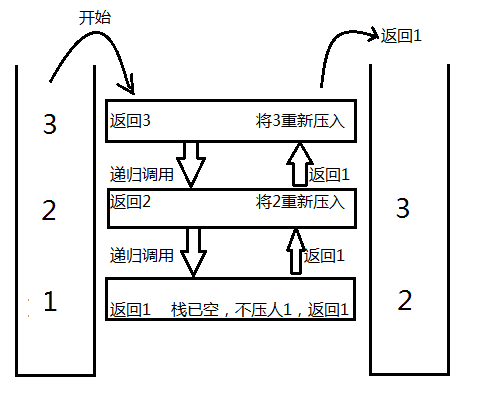 开始
返回1
3
返回3 将3重新压入
递归调用 返回1
2
返回2 将2重新压入
3
递归调用 返回1
1
返回1 栈已空，不压人1，返回1
2